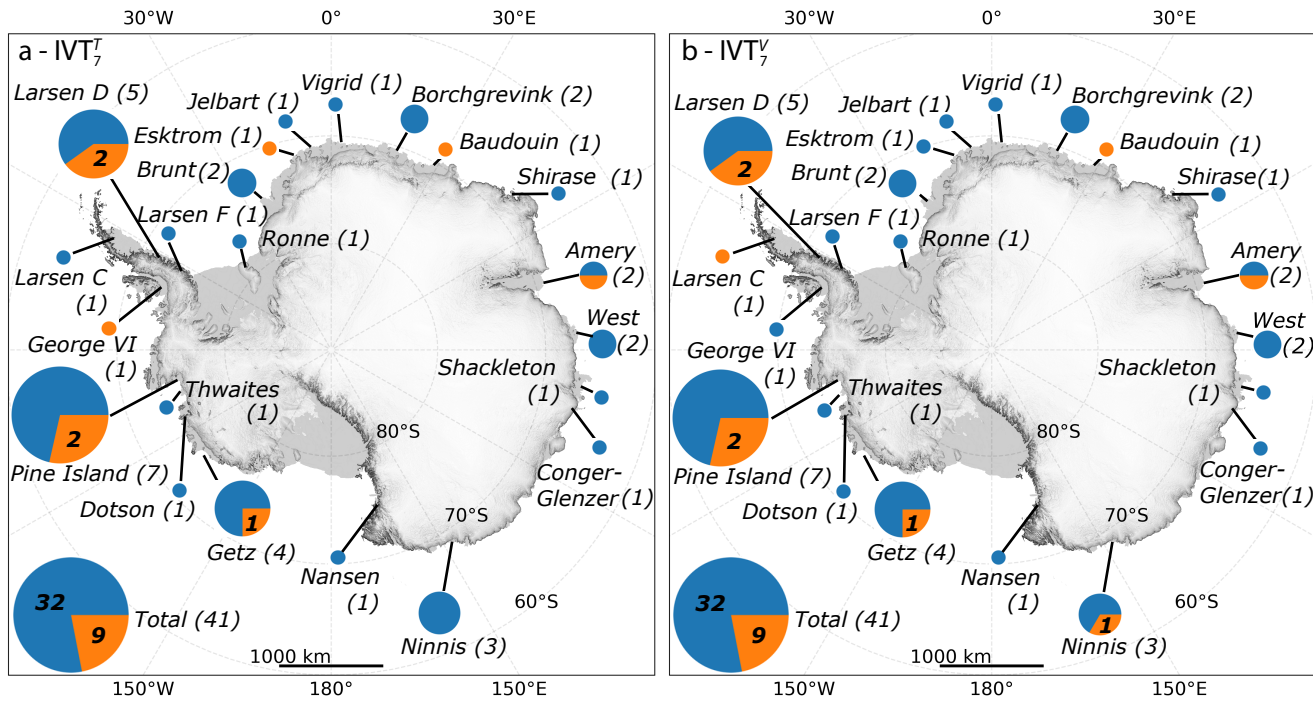 30°W 0° 30°E
a - IVT_7^T
Larsen D (5)
Jelbart (1)
Vigrid (1)
Borchgrevink (2)
Esktrom (1)
Baudouin (1)
2
Brunt(2)
Shirase (1)
Larsen F (1)
Ronne (1)
Larsen C
(1)
Amery
(2)
George VI
(1)
West
(2)
Shackleton
(1)
Thwaites
(1)
2
80°S
Pine Island (7)
Conger-
Glenzer(1)
Dotson (1)
1
70°S
Getz (4)
Nansen
(1)
60°S
32
9
Total (41)
Ninnis (3)
1000 km
150°W 180° 150°E
30°W 0° 30°E
b - IVT_7^V
Larsen D (5)
Jelbart (1)
Vigrid (1)
Borchgrevink (2)
Esktrom (1)
Baudouin (1)
2
Brunt (2)
Shirase(1)
Larsen F (1)
Ronne (1)
Larsen C
(1)
Amery
(2)
George VI
(1)
West
(2)
Shackleton
(1)
Thwaites
(1)
2
80°S
Pine Island (7)
Conger-
Glenzer(1)
Dotson (1)
1
70°S
Getz (4)
Nansen
(1)
60°S
32
9
Total (41)
1
Ninnis (3)
1000 km
150°W 180° 150°E